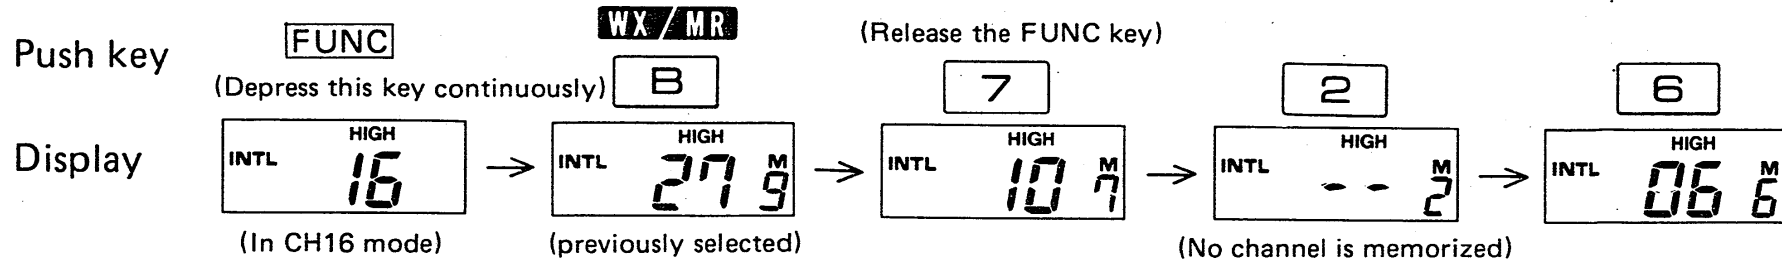 Push key
FUNC
(Depress this key continuously)
WX/MR
B
(Release the FUNC key)
7
2
6
Display
INTL HIGH 16
(In CH16 mode)
INTL HIGH 27 M 9
(previously selected)
INTL HIGH 10 M 7
INTL HIGH -- M 2
(No channel is memorized)
INTL HIGH 06 M 6